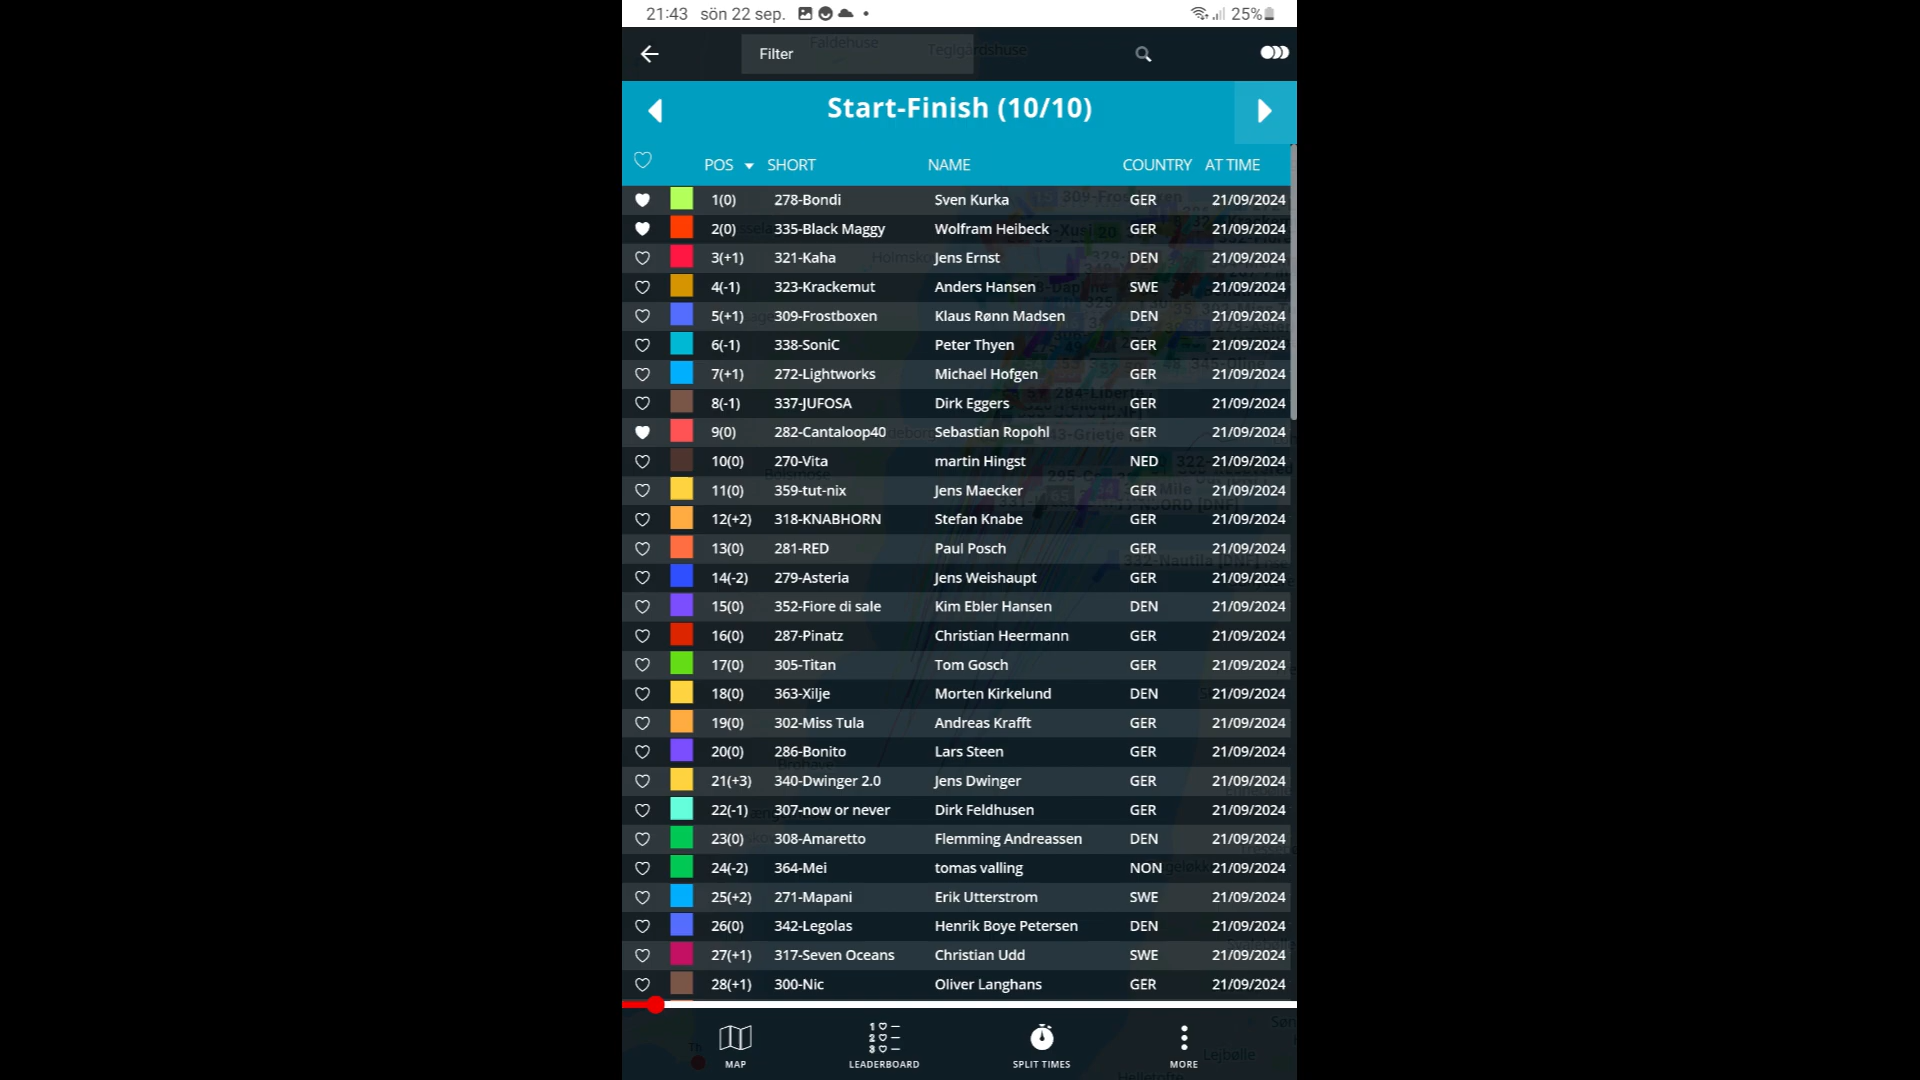 21:43 sön 22 sep. 25%
Faldehuse Teglgårdshuse
Filter
Start-Finish (10/10)
POS SHORT NAME COUNTRY AT TIME
1(0) 278-Bondi Sven Kurka GER 21/09/2024
2(0) 335-Black Maggy Wolfram Heibeck GER 21/09/2024
3(+1) 321-Kaha Jens Ernst DEN 21/09/2024
4(-1) 323-Krackemut Anders Hansen SWE 21/09/2024
5(+1) 309-Frostboxen Klaus Rønn Madsen DEN 21/09/2024
6(-1) 338-SoniC Peter Thyen GER 21/09/2024
7(+1) 272-Lightworks Michael Hofgen GER 21/09/2024
8(-1) 337-JUFOSA Dirk Eggers GER 21/09/2024
9(0) 282-Cantaloop40 Sebastian Ropohl GER 21/09/2024
10(0) 270-Vita martin Hingst NED 21/09/2024
11(0) 359-tut-nix Jens Maecker GER 21/09/2024
12(+2) 318-KNABHORN Stefan Knabe GER 21/09/2024
13(0) 281-RED Paul Posch GER 21/09/2024
14(-2) 279-Asteria Jens Weishaupt GER 21/09/2024
15(0) 352-Fiore di sale Kim Ebler Hansen DEN 21/09/2024
16(0) 287-Pinatz Christian Heermann GER 21/09/2024
17(0) 305-Titan Tom Gosch GER 21/09/2024
18(0) 363-Xilje Morten Kirkelund DEN 21/09/2024
19(0) 302-Miss Tula Andreas Krafft GER 21/09/2024
20(0) 286-Bonito Lars Steen GER 21/09/2024
21(+3) 340-Dwinger 2.0 Jens Dwinger GER 21/09/2024
22(-1) 307-now or never Dirk Feldhusen GER 21/09/2024
23(0) 308-Amaretto Flemming Andreassen DEN 21/09/2024
24(-2) 364-Mei tomas valling NON 21/09/2024
25(+2) 271-Mapani Erik Utterstrom SWE 21/09/2024
26(0) 342-Legolas Henrik Boye Petersen DEN 21/09/2024
27(+1) 317-Seven Oceans Christian Udd SWE 21/09/2024
28(+1) 300-Nic Oliver Langhans GER 21/09/2024
MAP LEADERBOARD SPLIT TIMES MORE
Lejbølle